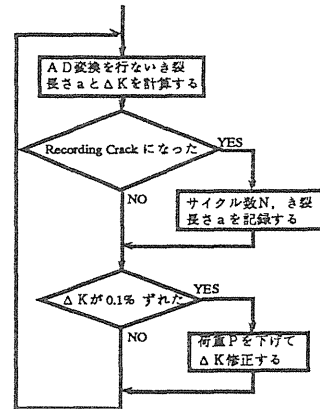 AD変換を行ないき裂
長さaとΔKを計算する
Recording Crack になった
YES
NO
サイクル数N，き裂
長さaを記録する
ΔKが0.1% ずれた
YES
NO
荷重Pを下げて
ΔK修正する